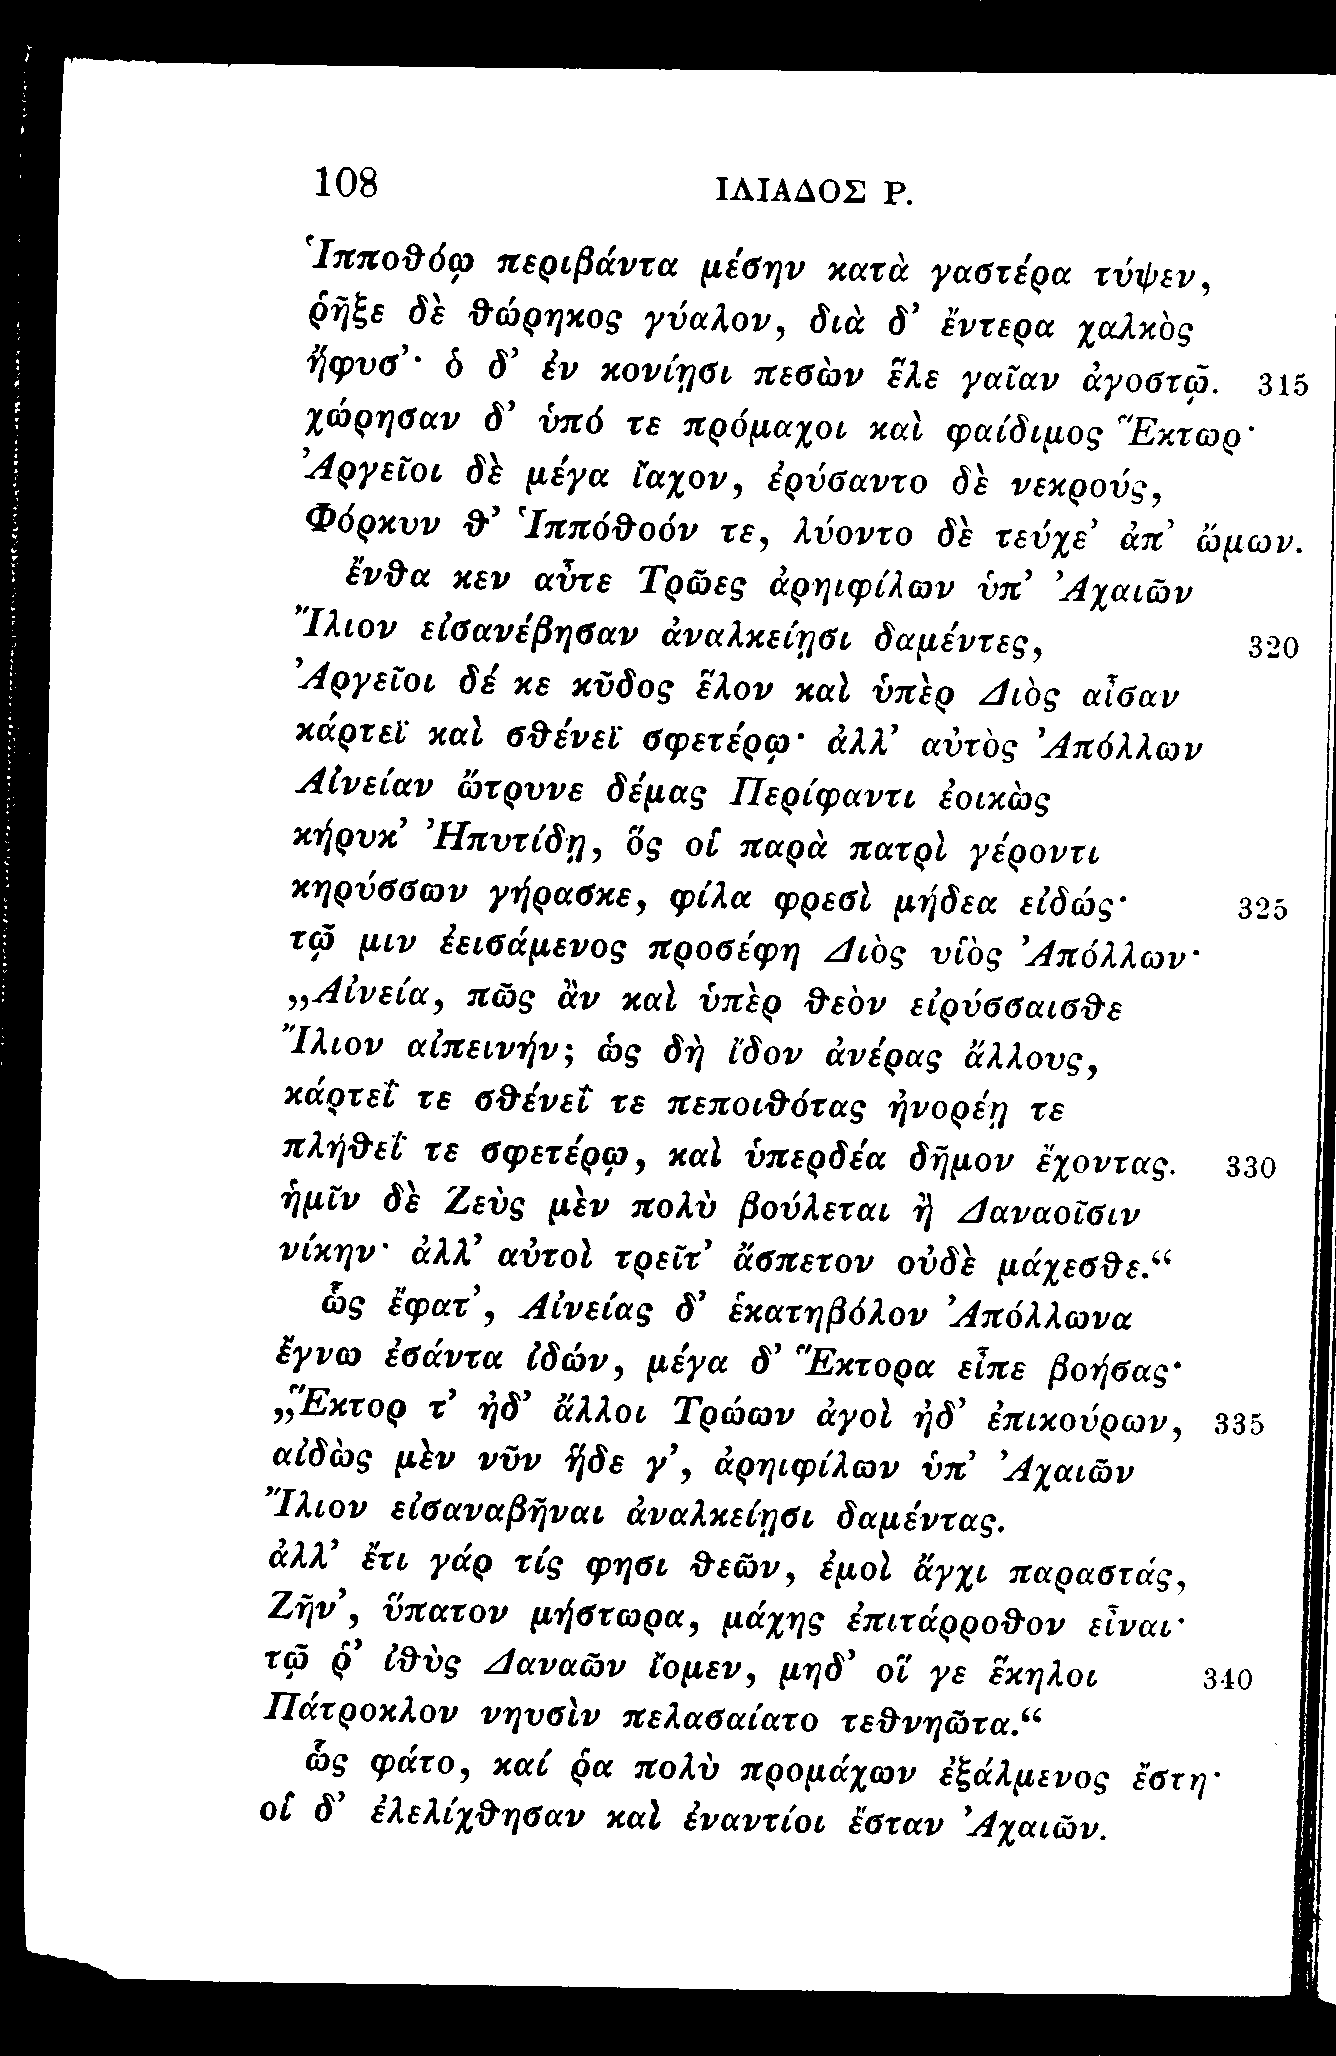 108 ΙΛΙΑΔΟΣ Ρ.
Ἱπποθόῳ περιβάντα μέσην κατὰ γαστέρα τύψεν,
ῥῆξε δὲ θώρηκος γύαλον, διὰ δ’ ἔντερα χαλκὸς
ἤφυσ’· ὁ δ’ ἐν κονίῃσι πεσὼν ἕλε γαῖαν ἀγοστῷ. 315
χώρησαν δ’ ὑπό τε πρόμαχοι καὶ φαίδιμος Ἕκτωρ·
Ἀργεῖοι δὲ μέγα ἴαχον, ἐρύσαντο δὲ νεκρούς,
Φόρκυν θ’ Ἱππόθοόν τε, λύοντο δὲ τεύχε’ ἀπ’ ὤμων.
ἔνθα κεν αὖτε Τρῶες ἀρηιφίλων ὑπ’ Ἀχαιῶν
Ἴλιον εἰσανέβησαν ἀναλκείῃσι δαμέντες, 320
Ἀργεῖοι δέ κε κῦδος ἕλον καὶ ὑπὲρ Διὸς αἶσαν
κάρτεϊ καὶ σθένεϊ σφετέρῳ· ἀλλ’ αὐτὸς Ἀπόλλων
Αἰνείαν ὤτρυνε δέμας Περίφαντι ἐοικὼς
κήρυκ’ Ἠπυτίδῃ, ὅς οἱ παρὰ πατρὶ γέροντι
κηρύσσων γήρασκε, φίλα φρεσὶ μήδεα εἰδώς· 325
τῷ μιν ἐεισάμενος προσέφη Διὸς υἱὸς Ἀπόλλων·
„Αἰνεία, πῶς ἂν καὶ ὑπὲρ θεὸν εἰρύσσαισθε
Ἴλιον αἰπεινήν; ὡς δὴ ἴδον ἀνέρας ἄλλους,
κάρτεΐ τε σθένεΐ τε πεποιθότας ἠνορέῃ τε
πλήθεΐ τε σφετέρῳ, καὶ ὑπερδέα δῆμον ἔχοντας. 330
ἡμῖν δὲ Ζεὺς μὲν πολὺ βούλεται ἢ Δαναοῖσιν
νίκην· ἀλλ’ αὐτοὶ τρεῖτ’ ἄσπετον οὐδὲ μάχεσθε.“
ὣς ἔφατ’, Αἰνείας δ’ ἑκατηβόλον Ἀπόλλωνα
ἔγνω ἐσάντα ἰδών, μέγα δ’ Ἕκτορα εἶπε βοήσας·
„Ἕκτορ τ’ ἠδ’ ἄλλοι Τρώων ἀγοὶ ἠδ’ ἐπικούρων, 335
αἰδὼς μὲν νῦν ἥδε γ’, ἀρηιφίλων ὑπ’ Ἀχαιῶν
Ἴλιον εἰσαναβῆναι ἀναλκείῃσι δαμέντας.
ἀλλ’ ἔτι γάρ τίς φησι θεῶν, ἐμοὶ ἄγχι παραστάς,
Ζῆν’, ὕπατον μήστωρα, μάχης ἐπιτάρροθον εἶναι·
τῷ ῥ’ ἰθὺς Δαναῶν ἴομεν, μηδ’ οἵ γε ἕκηλοι 340
Πάτροκλον νηυσὶν πελασαίατο τεθνηῶτα.“
ὣς φάτο, καί ῥα πολὺ προμάχων ἐξάλμενος ἔστη·
οἱ δ’ ἐλελίχθησαν καὶ ἐναντίοι ἔσταν Ἀχαιῶν.